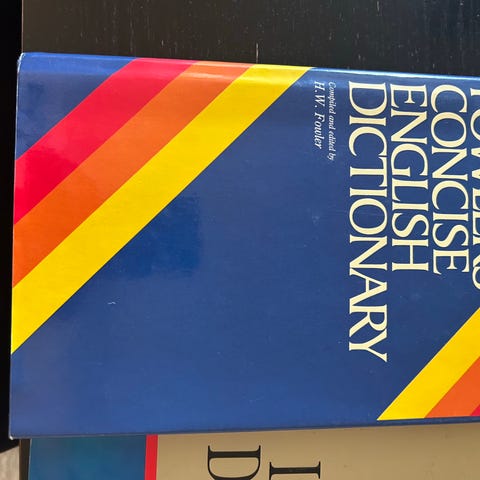 CONCISE
ENGLISH
DICTIONARY
Compiled and edited by
H.W. Fowler